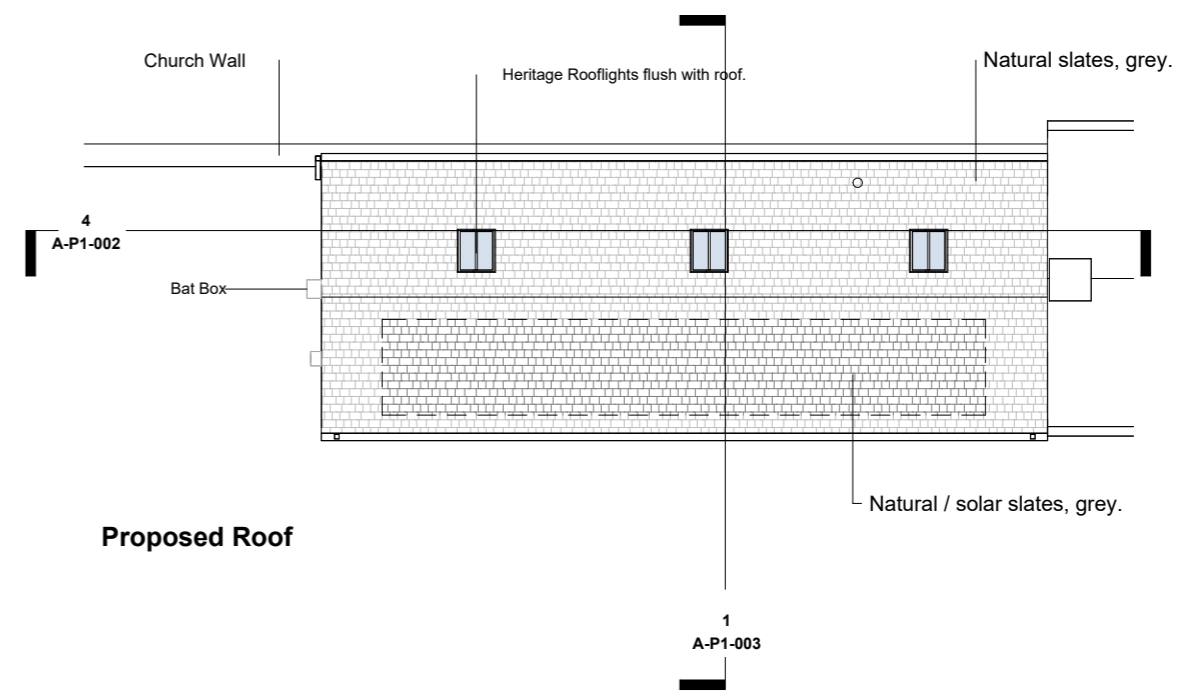 Church Wall
Heritage Rooflights flush with roof.
Natural slates, grey.
4
A-P1-002
Bat Box
Natural / solar slates, grey.
Proposed Roof
1
A-P1-003